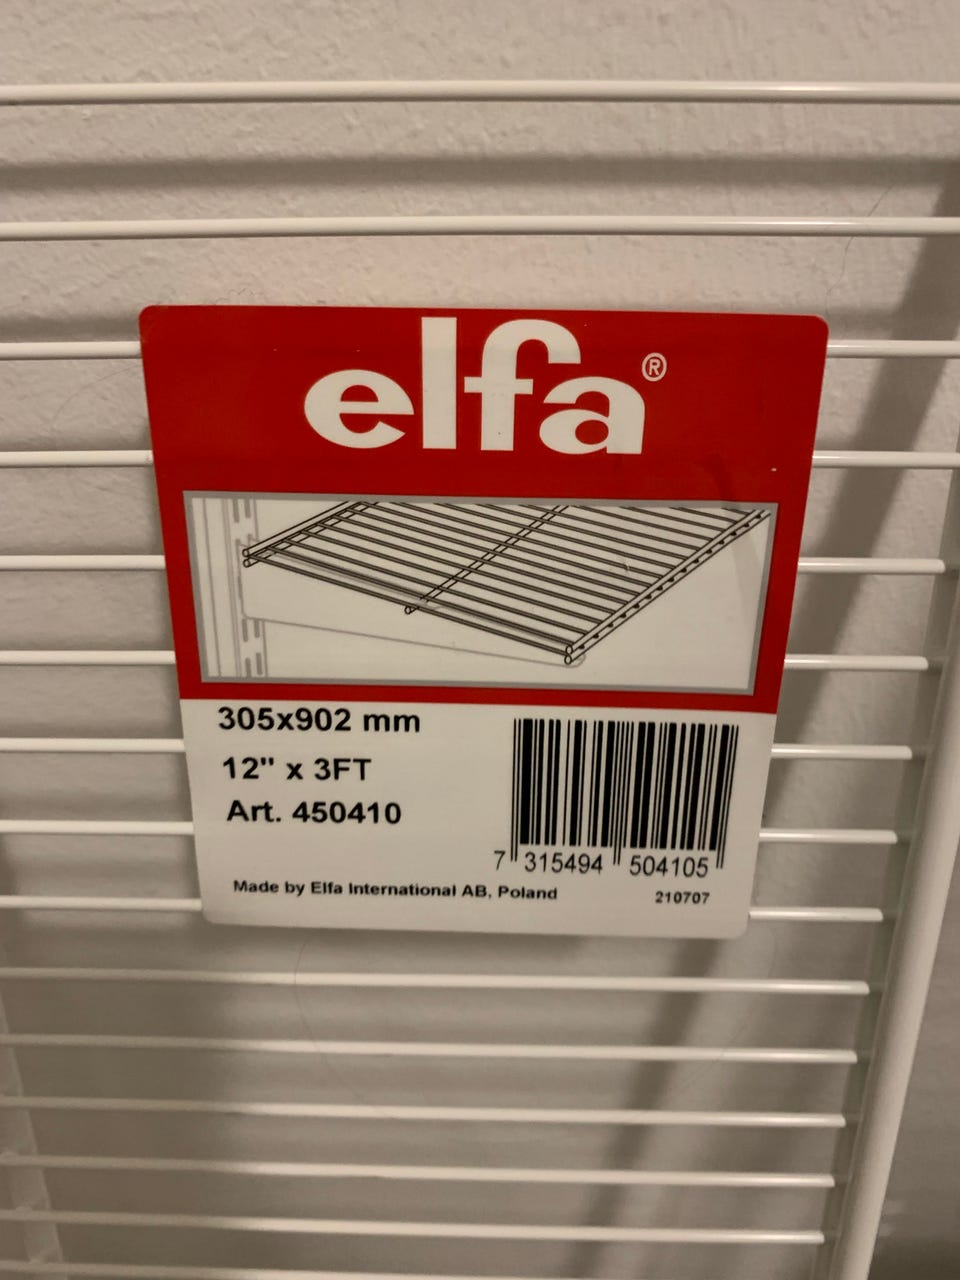 elfa®
305x902 mm
12" x 3FT
Art. 450410
7 315494 504105
Made by Elfa International AB, Poland
210707